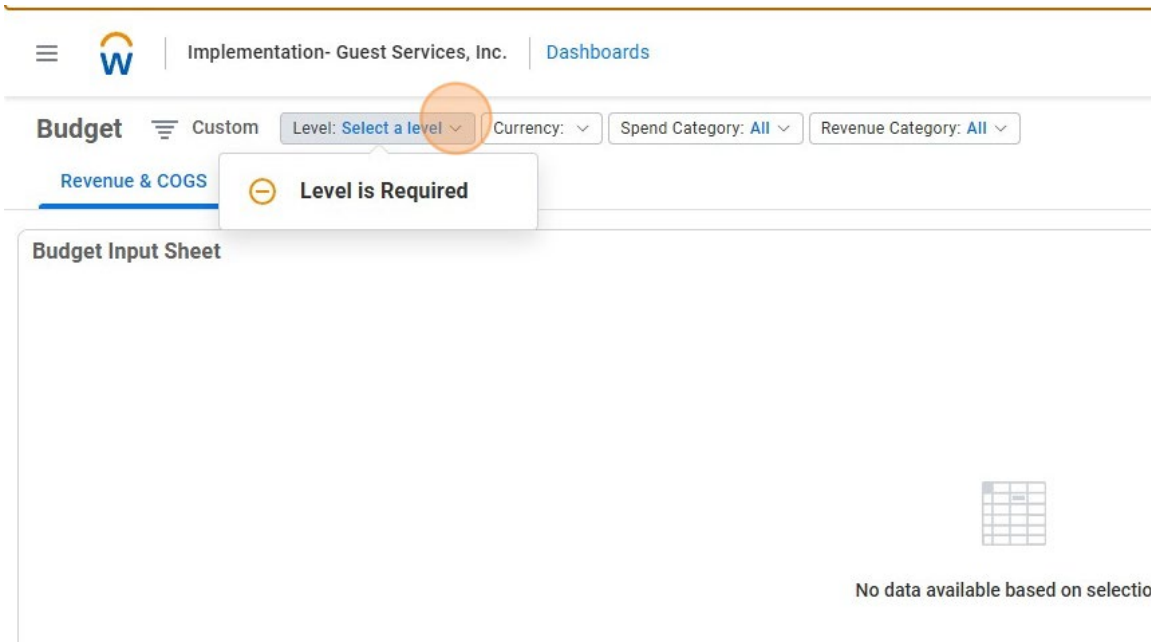 Implementation- Guest Services, Inc. Dashboards
Budget Custom Level: Select a level Currency: Spend Category: All Revenue Category: All
Revenue & COGS
Level is Required
Budget Input Sheet
No data available based on selectio